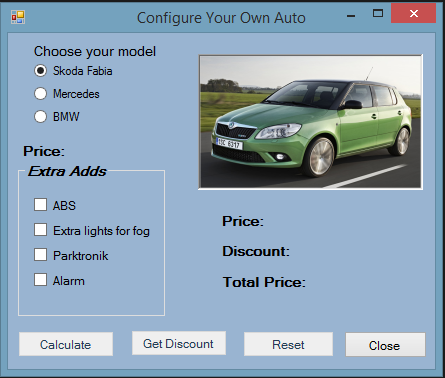 Configure Your Own Auto
Choose your model
Skoda Fabia
Mercedes
BMW
Price:
Extra Adds
ABS
Extra lights for fog
Parktronik
Alarm
Price:
Discount:
Total Price:
Calculate
Get Discount
Reset
Close